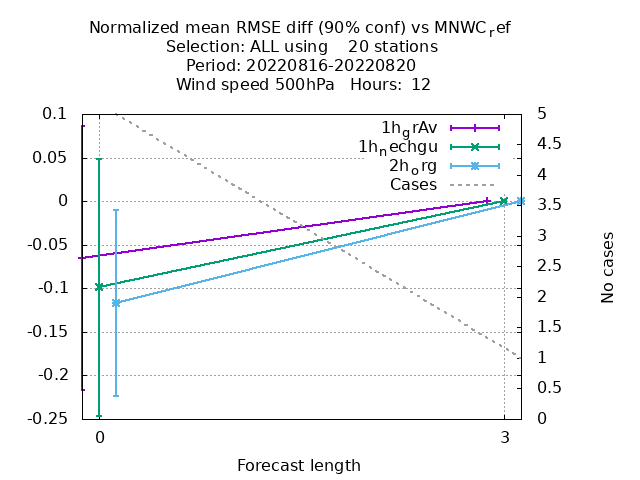 Normalized mean RMSE diff (90% conf) vs MNWC_ref
Selection: ALL using 20 stations
Period: 20220816-20220820
Wind speed 500hPa Hours: 12
0.1
0.05
0
-0.05
-0.1
-0.15
-0.2
-0.25
5
4.5
4
3.5
3
2.5
2
1.5
1
0.5
0
1h_grAv
1h_nechgu
2h_org
Cases
No cases
0
3
Forecast length